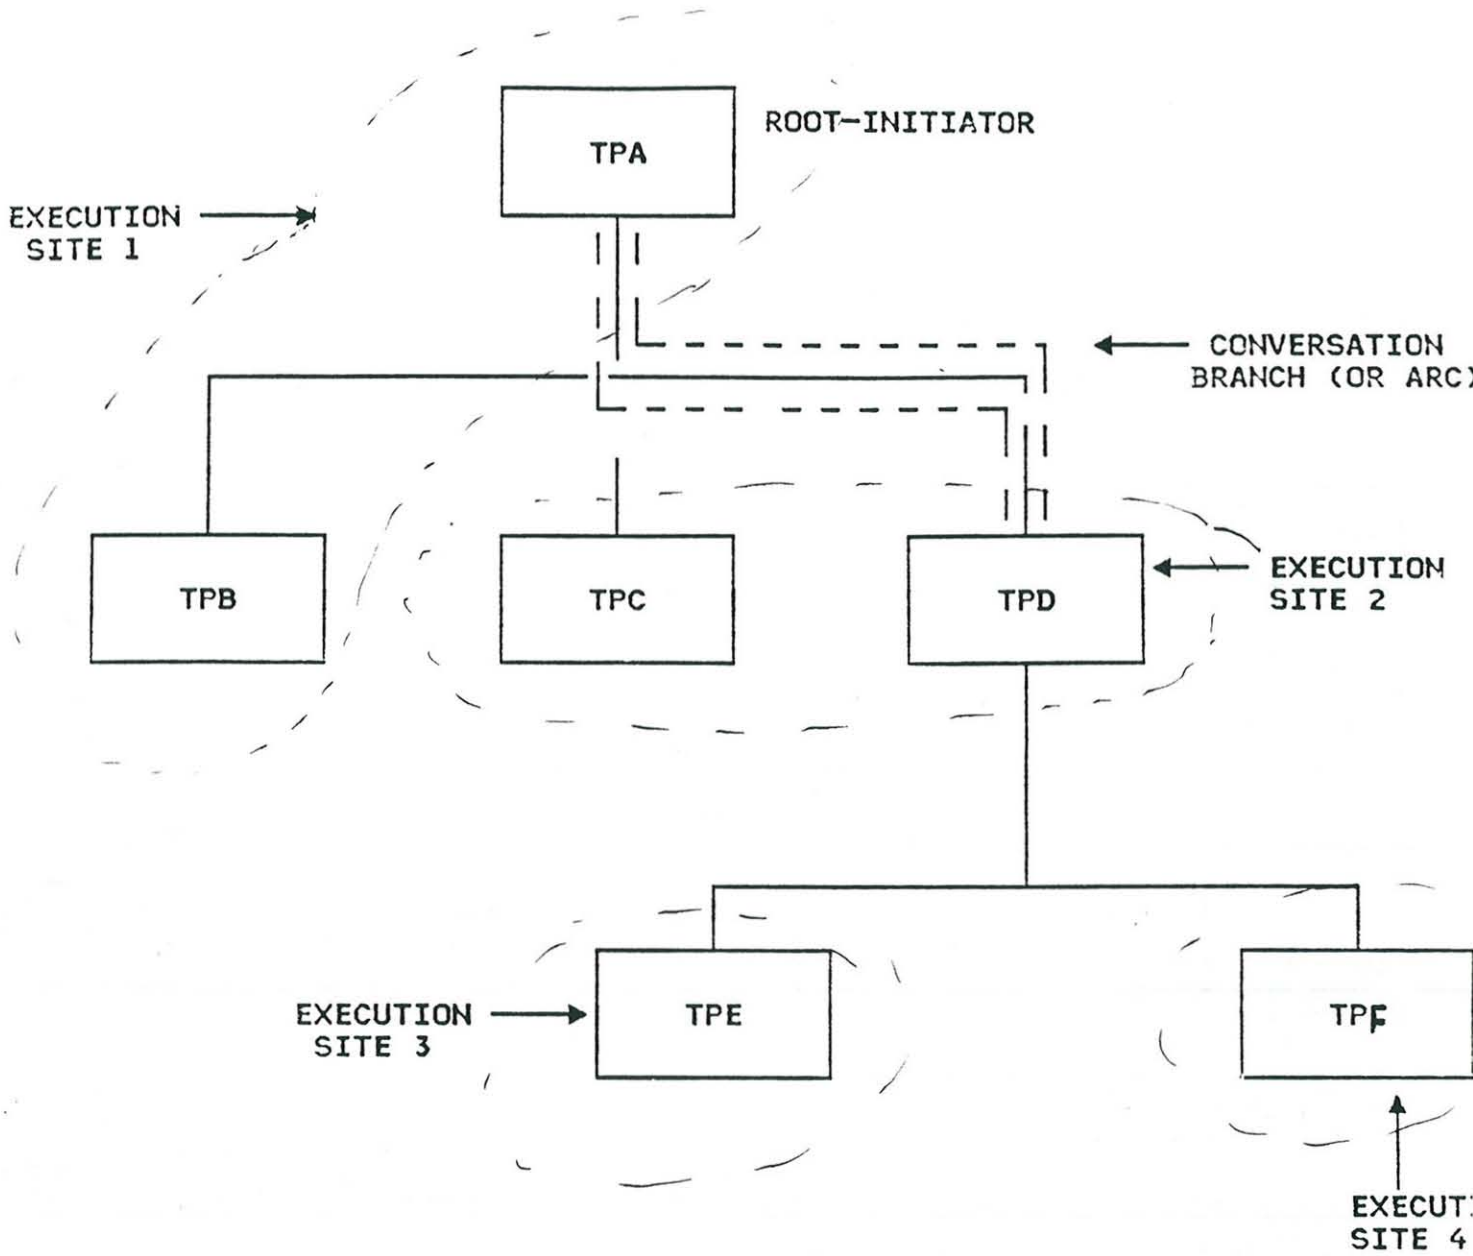 TPA
ROOT-INITIATOR
EXECUTION
SITE 1
CONVERSATION
BRANCH (OR ARC)
TPB
TPC
TPD
EXECUTION
SITE 2
EXECUTION
SITE 3
TPE
TPF
EXECUTI
SITE 4